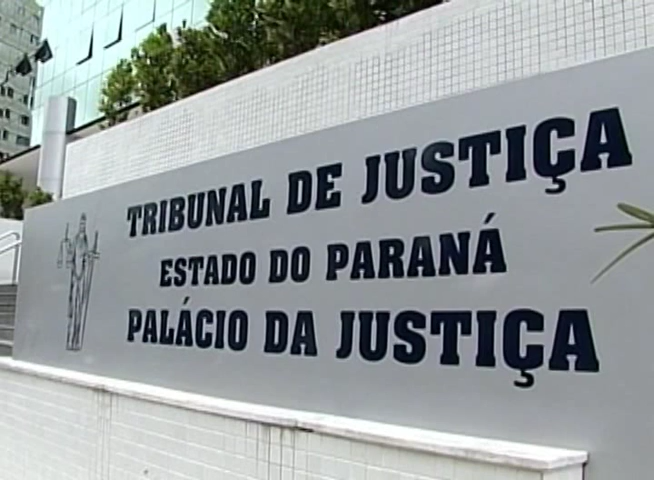 TRIBUNAL DE JUSTIÇA
ESTADO DO PARANÁ
PALÁCIO DA JUSTIÇA